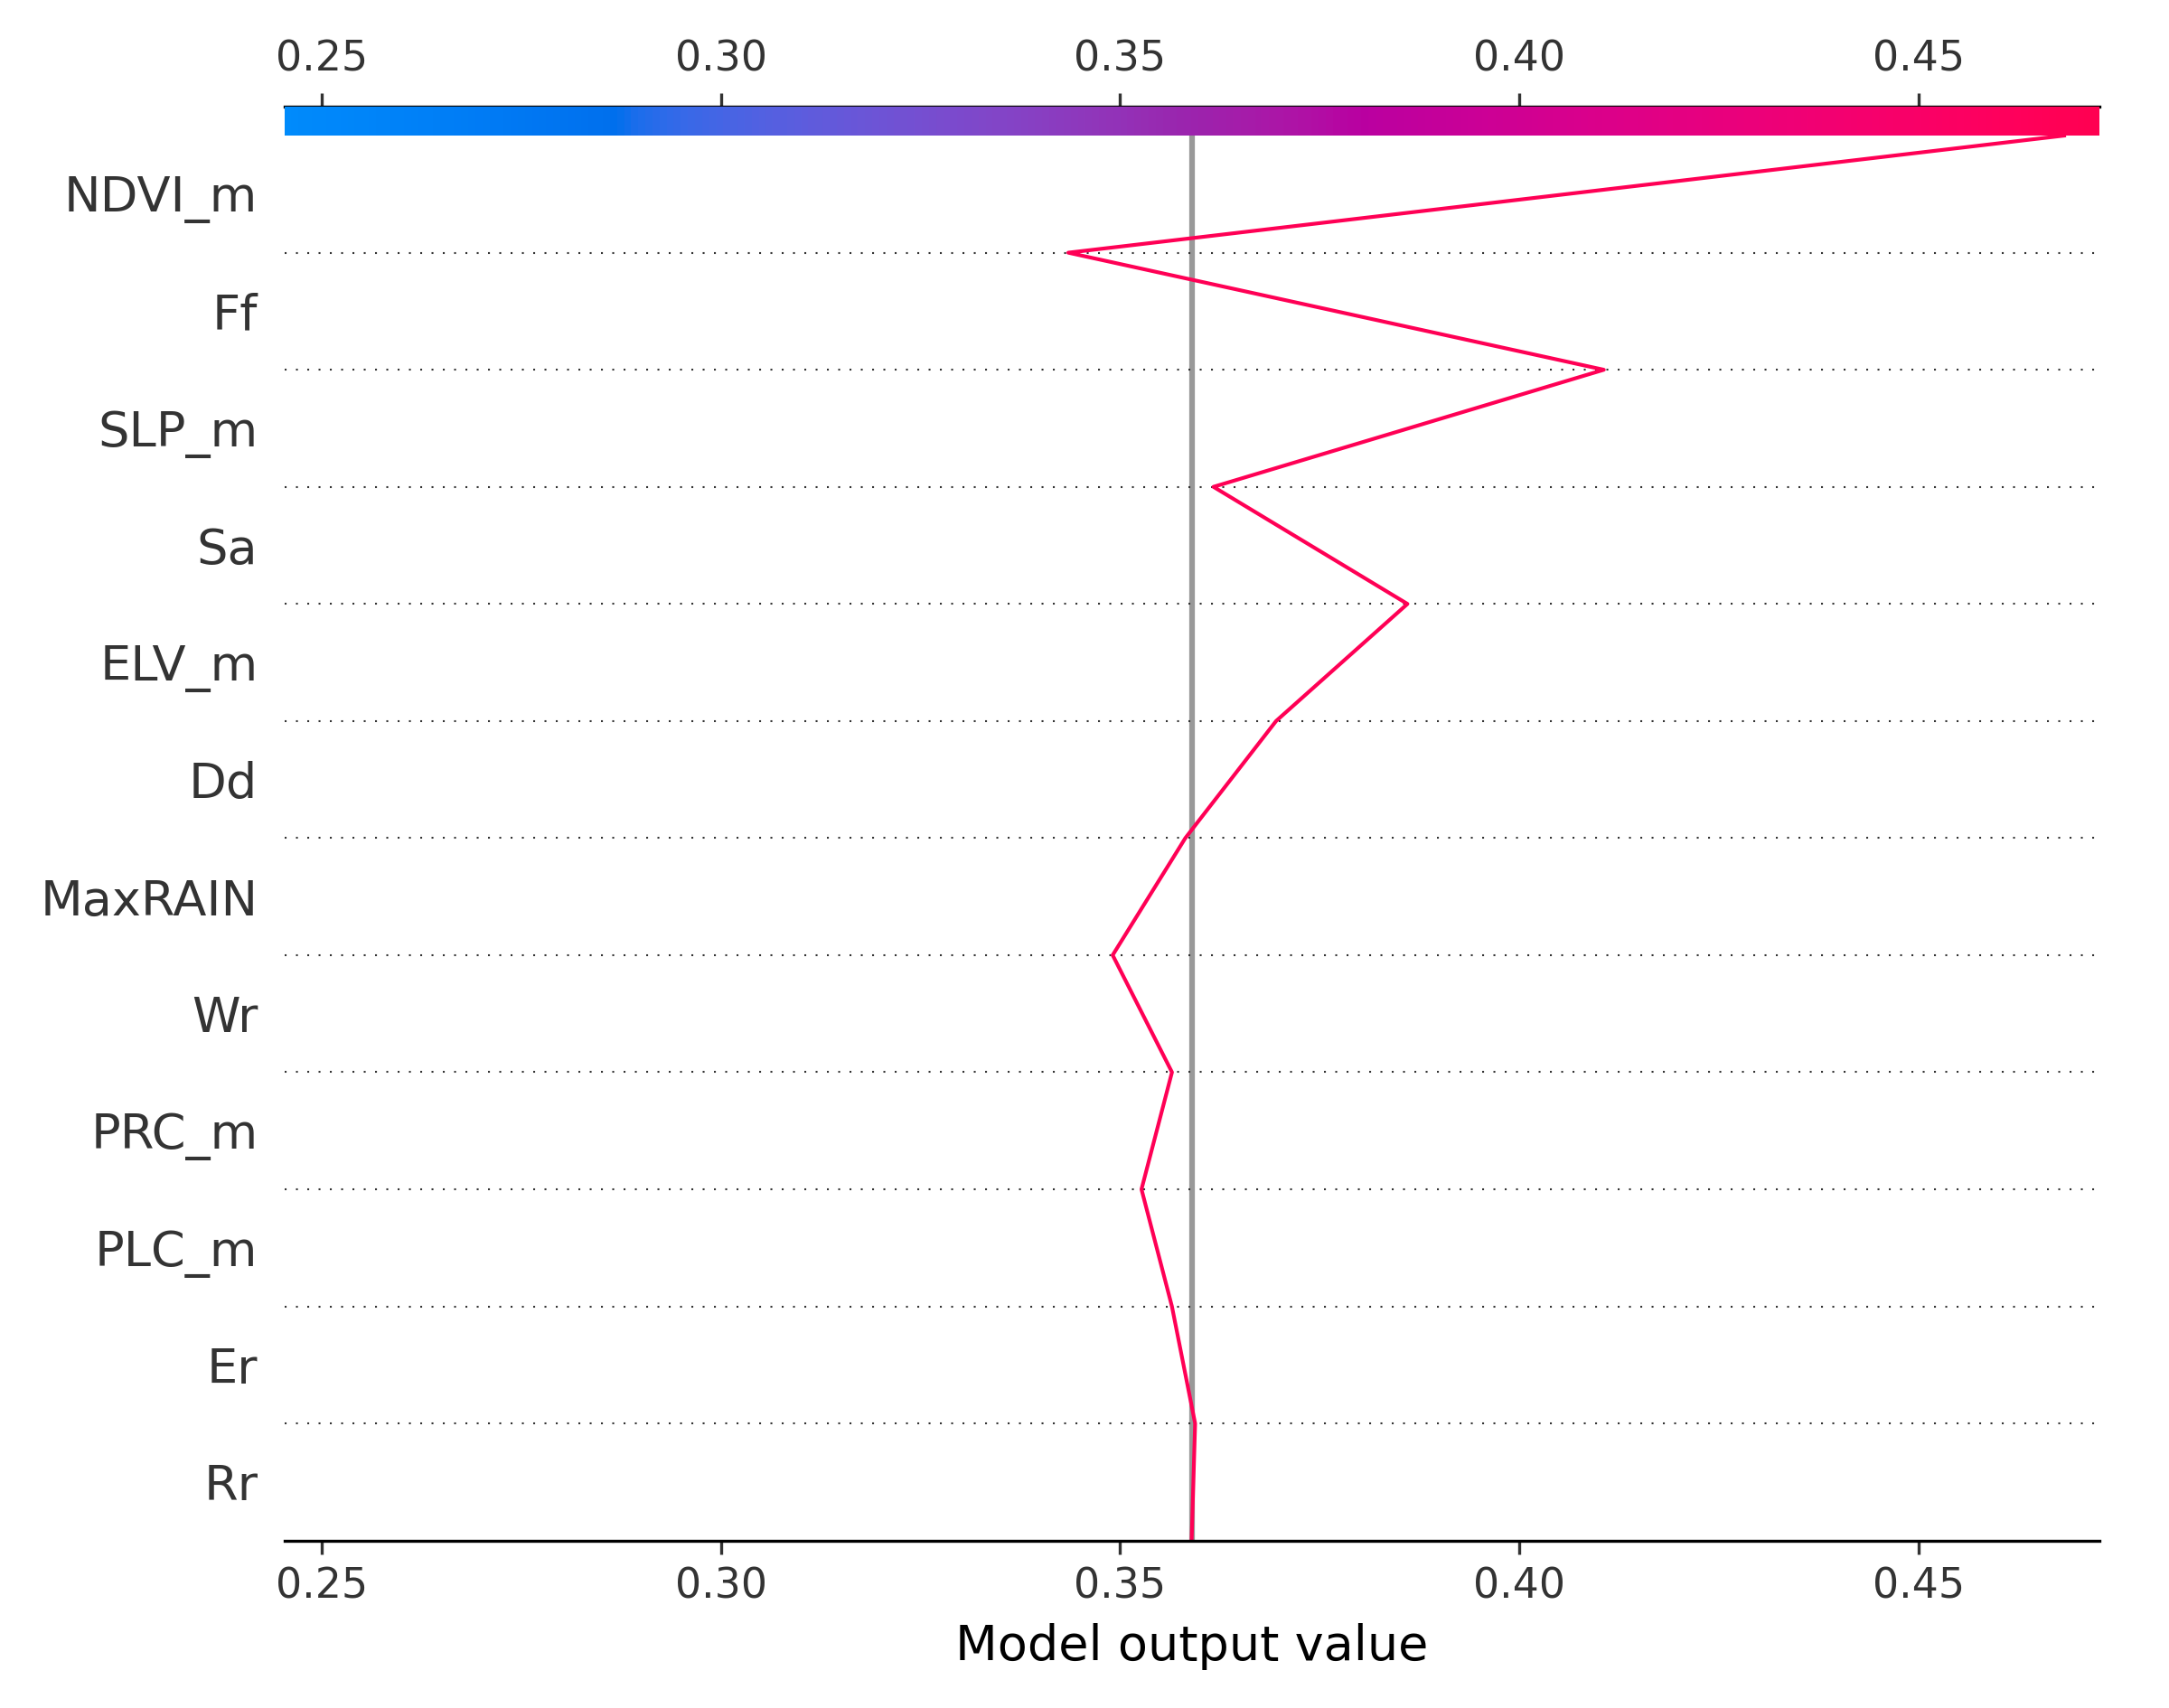 0.25 0.30 0.35 0.40 0.45
NDVI_m
Ff
SLP_m
Sa
ELV_m
Dd
MaxRAIN
Wr
PRC_m
PLC_m
Er
Rr
0.25 0.30 0.35 0.40 0.45
Model output value